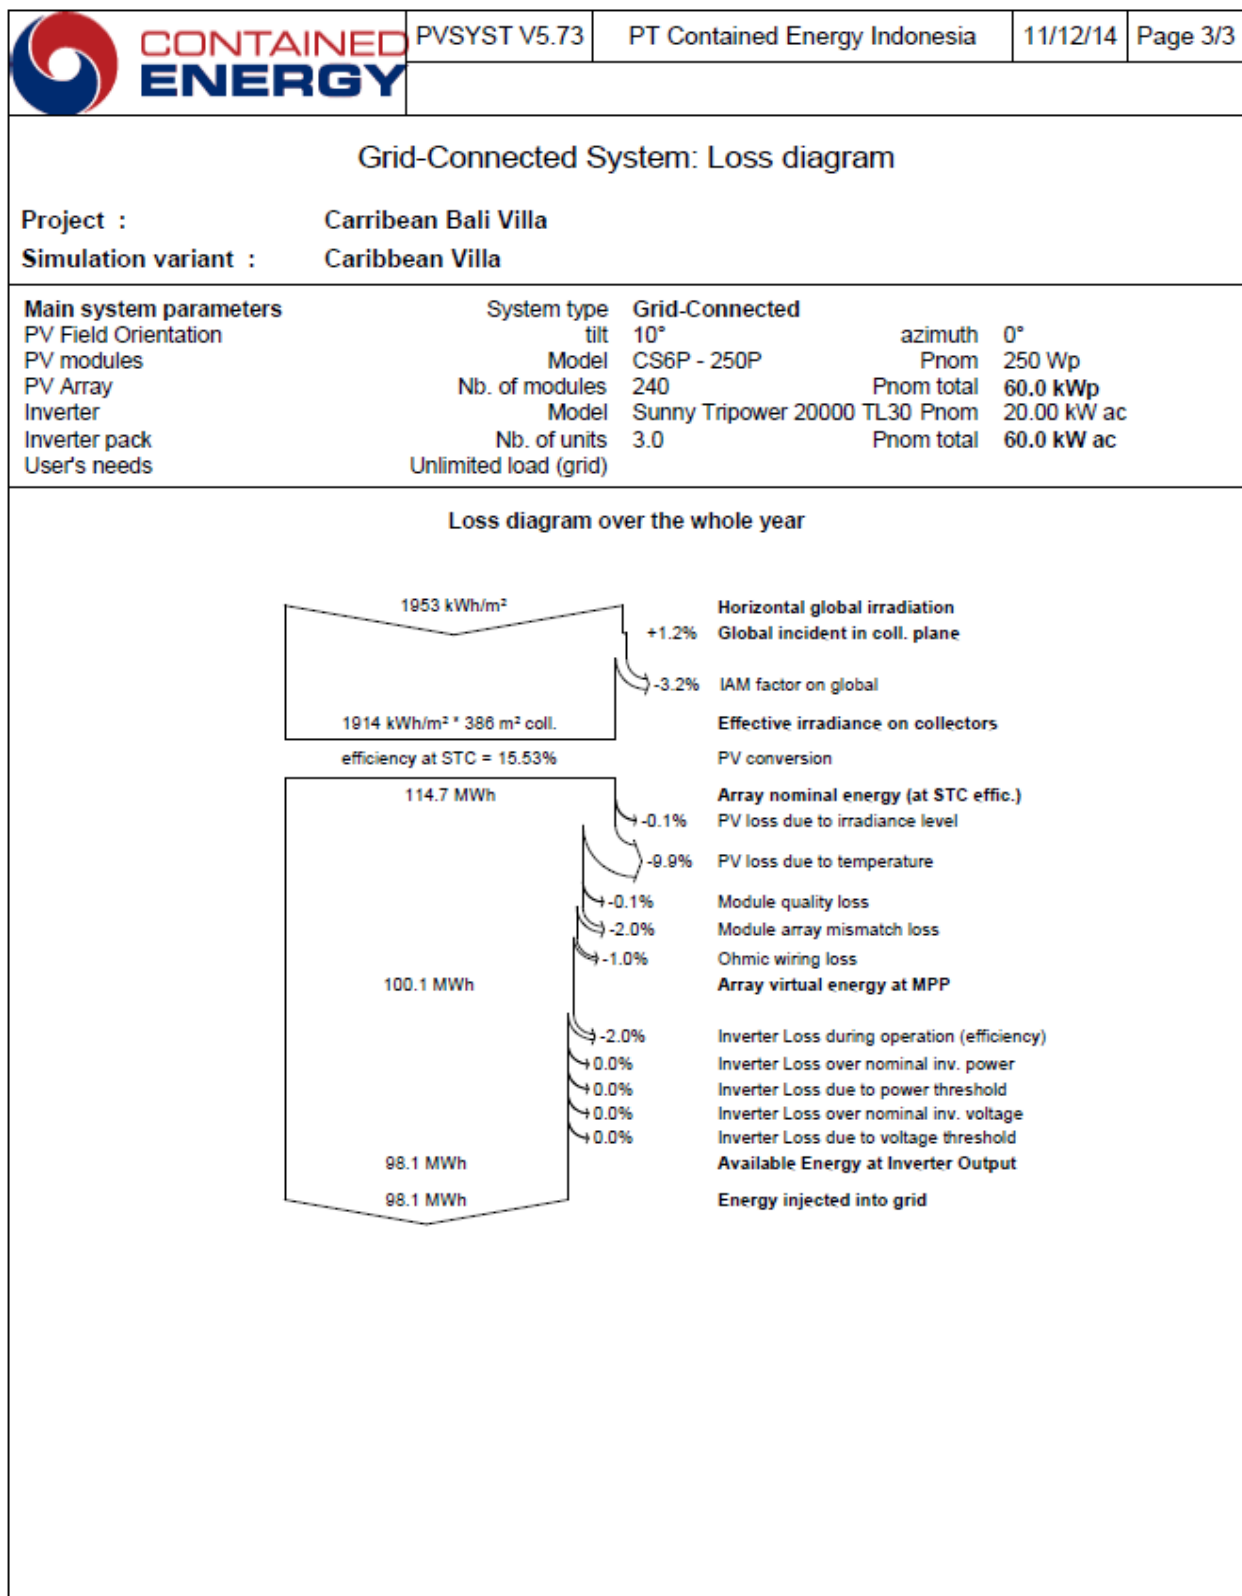 CONTAINED
ENERGY
PVSYST V5.73 PT Contained Energy Indonesia 11/12/14 Page 3/3
Grid-Connected System: Loss diagram
Project : Carribean Bali Villa
Simulation variant : Caribbean Villa
Main system parameters System type Grid-Connected
PV Field Orientation tilt 10° azimuth 0°
PV modules Model CS6P - 250P Pnom 250 Wp
PV Array Nb. of modules 240 Pnom total 60.0 kWp
Inverter Model Sunny Tripower 20000 TL30 Pnom 20.00 kW ac
Inverter pack Nb. of units 3.0 Pnom total 60.0 kW ac
User's needs Unlimited load (grid)
Loss diagram over the whole year
1953 kWh/m² Horizontal global irradiation
+1.2% Global incident in coll. plane
-3.2% IAM factor on global
1914 kWh/m² * 386 m² coll. Effective irradiance on collectors
efficiency at STC = 15.53% PV conversion
114.7 MWh Array nominal energy (at STC effic.)
-0.1% PV loss due to irradiance level
-9.9% PV loss due to temperature
-0.1% Module quality loss
-2.0% Module array mismatch loss
-1.0% Ohmic wiring loss
100.1 MWh Array virtual energy at MPP
-2.0% Inverter Loss during operation (efficiency)
0.0% Inverter Loss over nominal inv. power
0.0% Inverter Loss due to power threshold
0.0% Inverter Loss over nominal inv. voltage
0.0% Inverter Loss due to voltage threshold
98.1 MWh Available Energy at Inverter Output
98.1 MWh Energy injected into grid